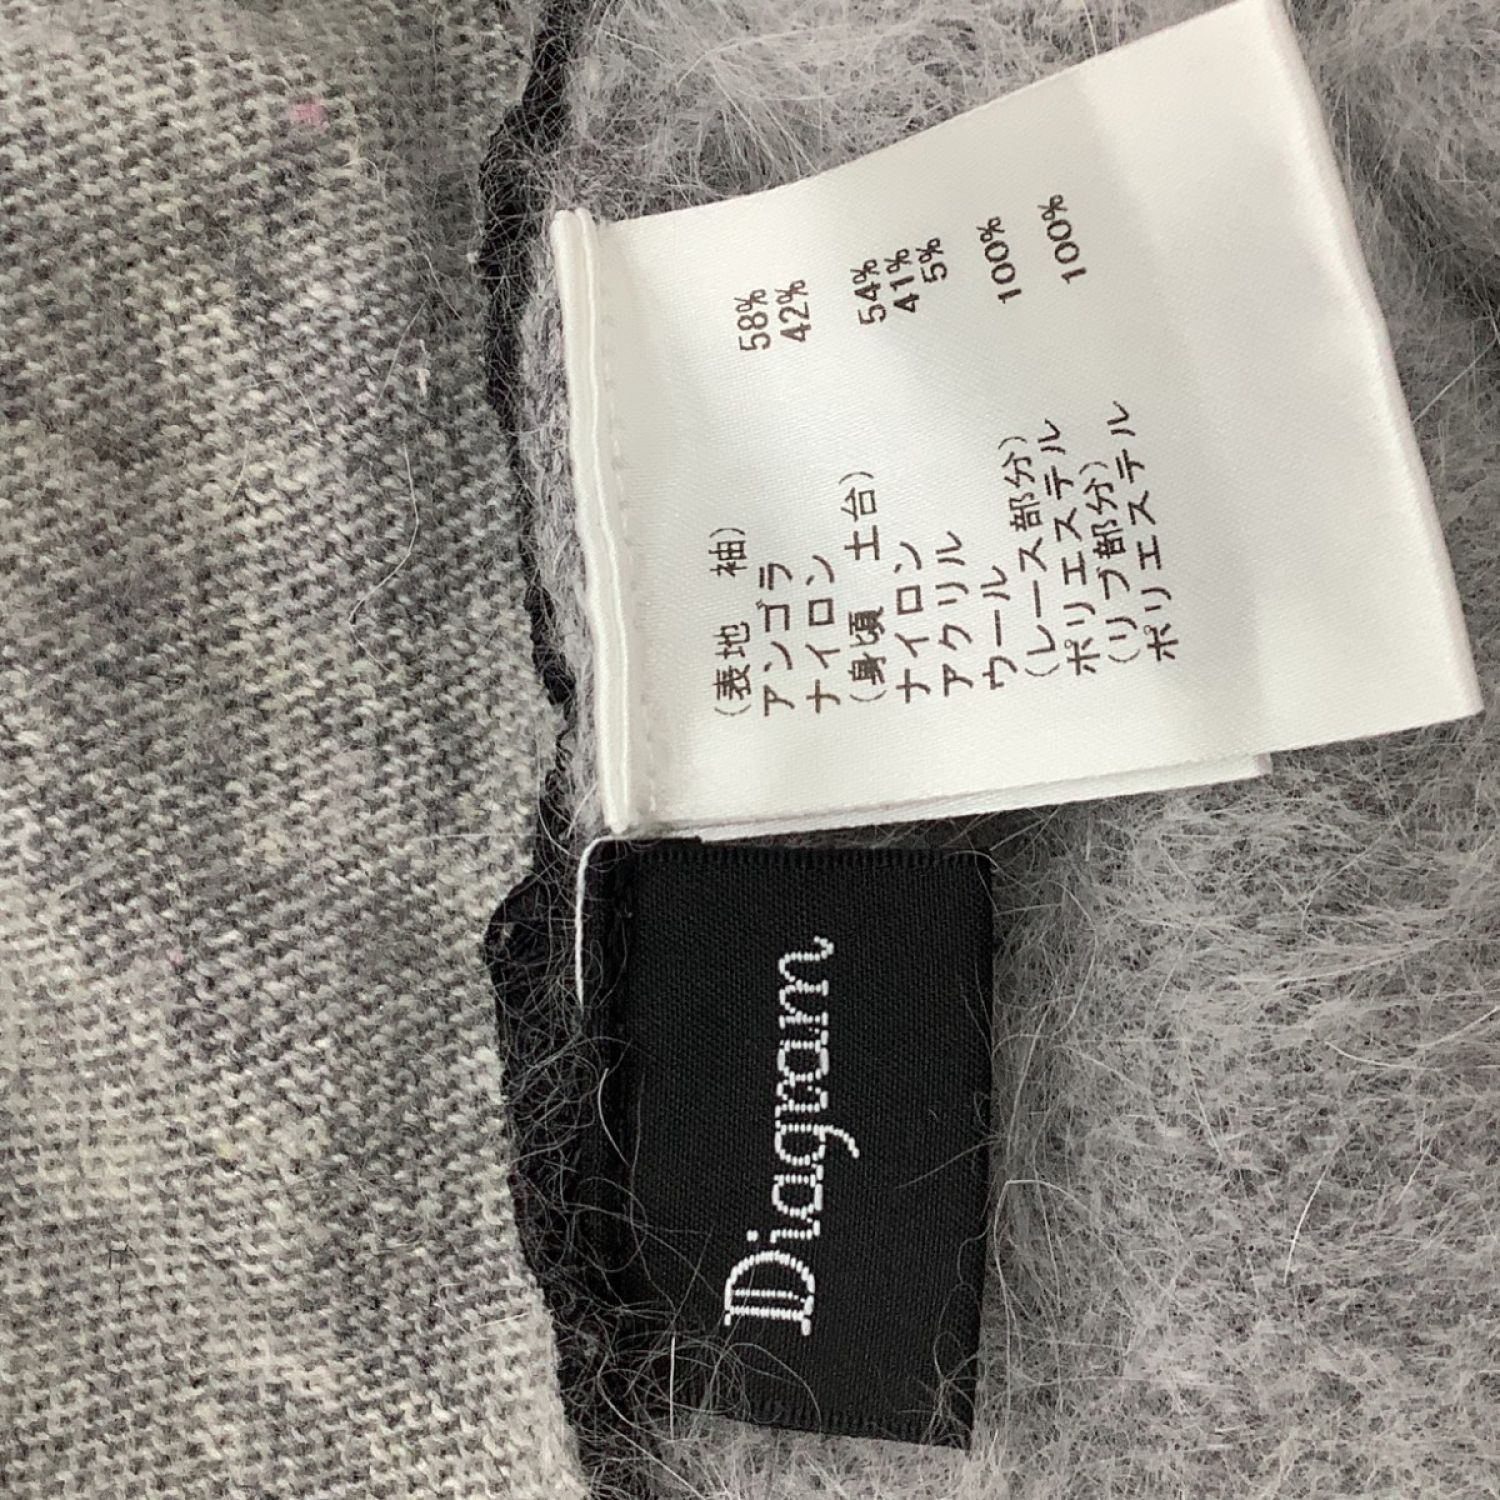 (表地 袖)
アンゴラ 58%
ナイロン 42%
(身頃 土台)
ナイロン 54%
アクリル 41%
ウール 5%
(レース部分)
ポリエステル 100%
(リブ部分)
ポリエステル 100%
Diagram